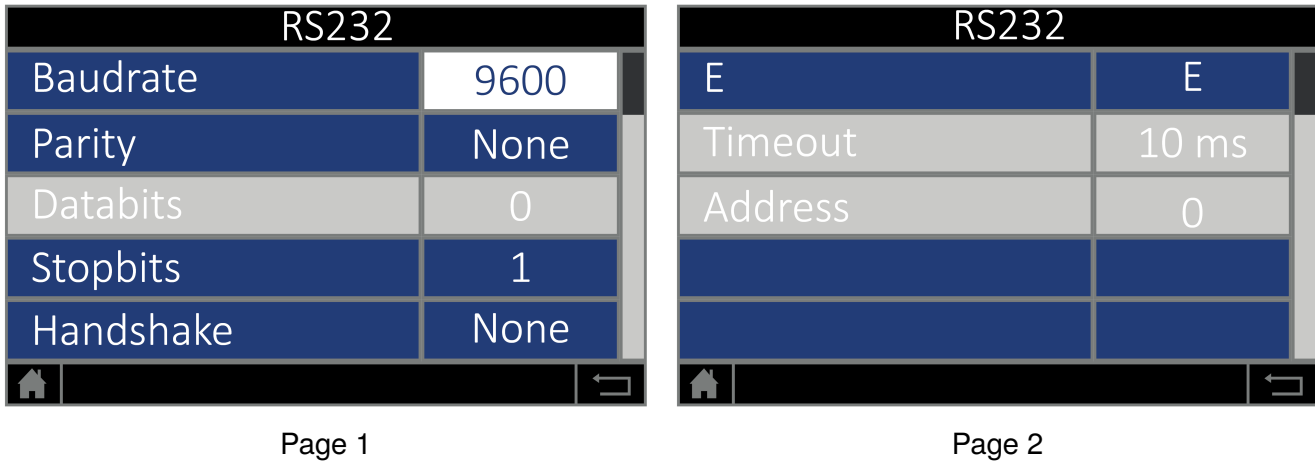 RS232
Baudrate 9600
Parity None
Databits 0
Stopbits 1
Handshake None
Page 1
RS232
E E
Timeout 10 ms
Address 0
Page 2